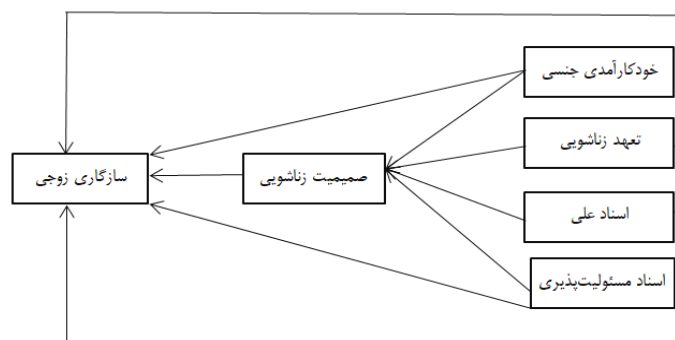 خودکارآمدی جنسی
تعهد زناشویی
صمیمیت زناشویی
سازگاری زوجی
اسناد علی
اسناد مسئولیت‌پذیری